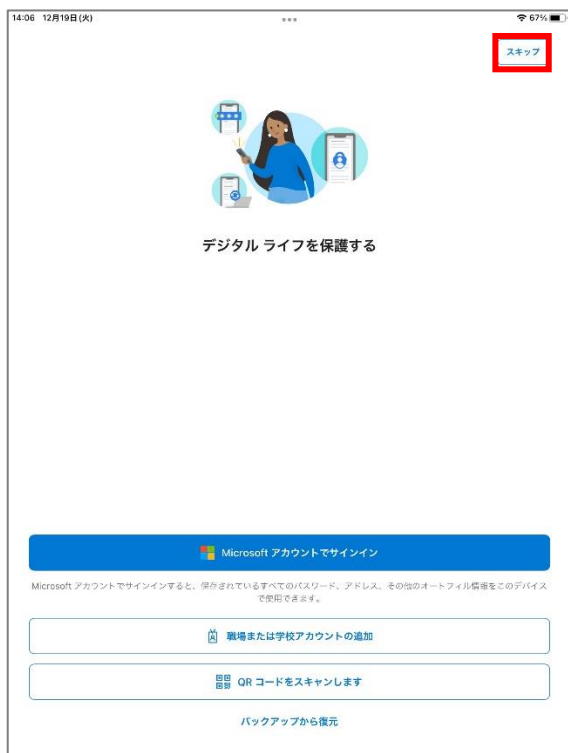 14:06 12月19日(火)
67%
スキップ
デジタル ライフを保護する
Microsoft アカウントでサインイン
Microsoft アカウントでサインインすると、保存されているすべてのパスワード、アドレス、その他のオートフィル情報をこのデバイス
で使用できます。
職場または学校アカウントの追加
QR コードをスキャンします
バックアップから復元